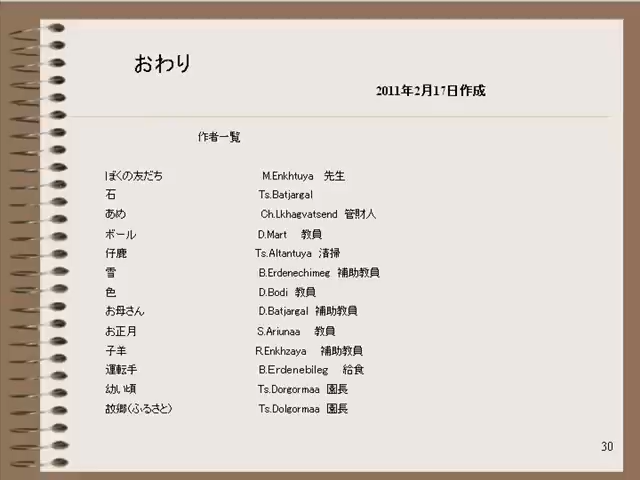 おわり
2011年2月17日作成
作者一覧
ぼくの友だち M.Enkhtuya 先生
石 Ts.Batjargal
あめ Ch.Lkhagvatsend 管財人
ボール D.Mart 教員
仔鹿 Ts.Altantuya 清掃
雪 B.Erdenechimeg 補助教員
色 D.Bodi 教員
お母さん D.Batjargal 補助教員
お正月 S.Ariunaa 教員
子羊 R.Enkhzaya 補助教員
運転手 B.Erdenebileg 給食
幼い頃 Ts.Dorgormaa 園長
故郷（ふるさと） Ts.Dolgormaa 園長
30